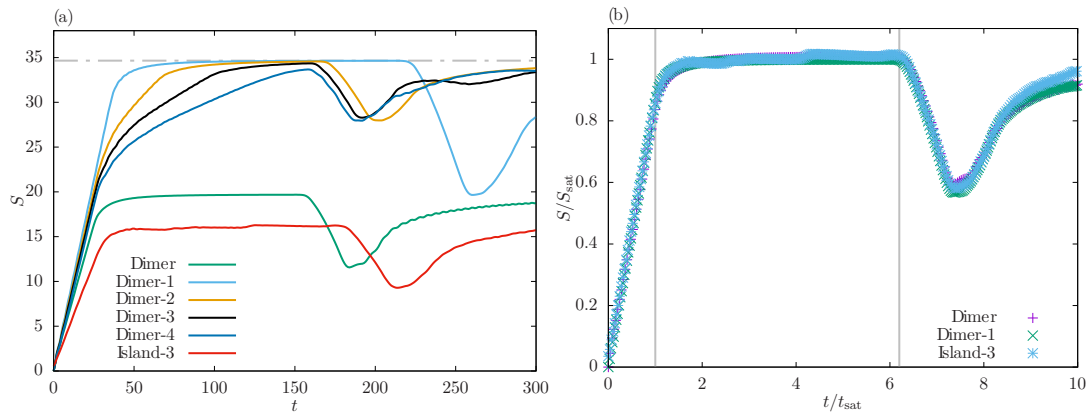 (a)
35
30
25
20
15
10
5
0
S
0 50 100 150 200 250 300
t
Dimer
Dimer-1
Dimer-2
Dimer-3
Dimer-4
Island-3
(b)
1
0.8
0.6
0.4
0.2
0
S/S_sat
0 2 4 6 8 10
t/t_sat
Dimer
Dimer-1
Island-3